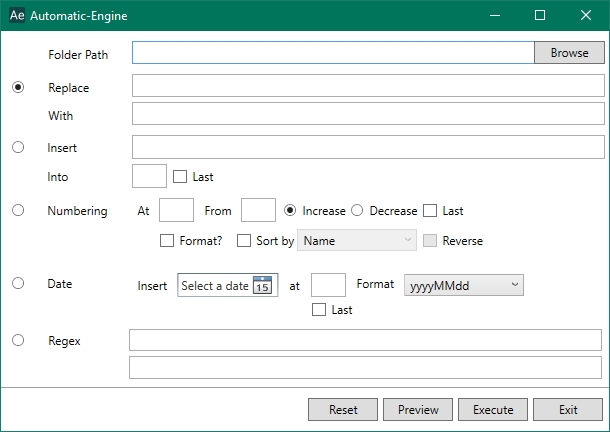 Ae Automatic-Engine
Folder Path Browse
Replace
With
Insert
Into Last
Numbering At From Increase Decrease Last
Format? Sort by Name Reverse
Date Insert Select a date 15 at Format yyyyMMdd
Last
Regex
Reset Preview Execute Exit